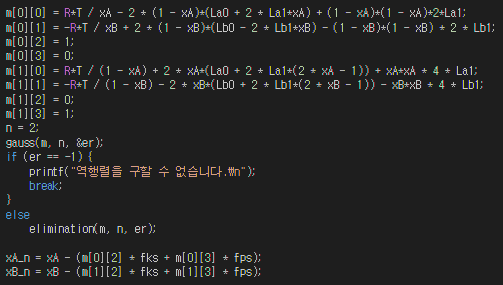 m[0][0] = R*T / xA - 2 * (1 - xA)*(La0 + 2 * La1*xA) + (1 - xA)*(1 - xA)*2*La1;
m[0][1] = -R*T / xB + 2 * (1 - xB)*(Lb0 - 2 * Lb1*xB) - (1 - xB)*(1 - xB) * 2 * Lb1;
m[0][2] = 1;
m[0][3] = 0;
m[1][0] = R*T / (1 - xA) + 2 * xA*(La0 + 2 * La1*(2 * xA - 1)) + xA*xA * 4 * La1;
m[1][1] = -R*T / (1 - xB) - 2 * xB*(Lb0 + 2 * Lb1*(2 * xB - 1)) - xB*xB * 4 * Lb1;
m[1][2] = 0;
m[1][3] = 1;
n = 2;
gauss(m, n, &er);
if (er == -1) {
printf("역행렬을 구할 수 없습니다.₩n");
break;
}
else
elimination(m, n, er);
xA_n = xA - (m[0][2] * fks + m[0][3] * fps);
xB_n = xB - (m[1][2] * fks + m[1][3] * fps);